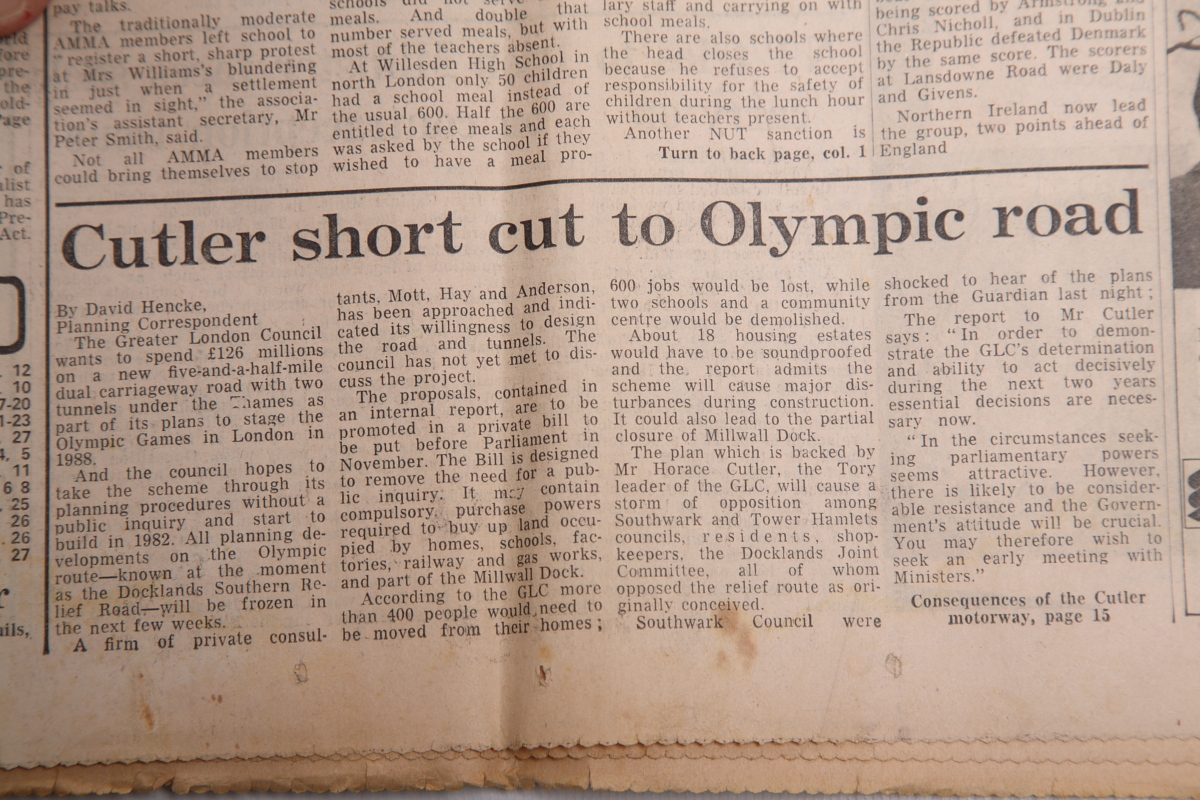 pay talks.
The traditionally moderate
AMMA members left school to
“ register a short, sharp protest
at Mrs Williams's blundering
in just when a settlement
seemed in sight,” the associa-
tion's assistant secretary, Mr
Peter Smith, said.
Not all AMMA members
could bring themselves to stop
schools did not serve
meals. And double that
number served meals, but with
most of the teachers absent.
At Willesden High School in
north London only 50 children
had a school meal instead of
the usual 600. Half the 600 are
entitled to free meals and each
was asked by the school if they
wished to have a meal pro-
lary staff and carrying on with
school meals.
There are also schools where
the head closes the school
because he refuses to accept
responsibility for the safety of
children during the lunch hour
without teachers present.
Another NUT sanction is
Turn to back page, col. 1
being scored by Armstrong and
Chris Nicholl, and in Dublin
the Republic defeated Denmark
by the same score. The scorers
at Lansdowne Road were Daly
and Givens.
Northern Ireland now lead
the group, two points ahead of
England
Cutler short cut to Olympic road
By David Hencke,
Planning Correspondent
The Greater London Council
wants to spend £126 millions
on a new five-and-a-half-mile
dual carriageway road with two
tunnels under the Thames as
part of its plans to stage the
Olympic Games in London in
1988.
And the council hopes to
take the scheme through its
planning procedures without a
public inquiry and start to
build in 1982. All planning de-
velopments on the Olympic
route—known at the moment
as the Docklands Southern Re-
lief Road—will be frozen in
the next few weeks.
A firm of private consul-
tants, Mott, Hay and Anderson,
has been approached and indi-
cated its willingness to design
the road and tunnels. The
council has not yet met to dis-
cuss the project.
The proposals, contained in
an internal report, are to be
promoted in a private bill to
be put before Parliament in
November. The Bill is designed
to remove the need for a pub-
lic inquiry. It may contain
compulsory purchase powers
required to buy up land occu-
pied by homes, schools, fac-
tories, railway and gas works,
and part of the Millwall Dock.
According to the GLC more
than 400 people would need to
be moved from their homes ;
600 jobs would be lost, while
two schools and a community
centre would be demolished.
About 18 housing estates
would have to be soundproofed
and the report admits the
scheme will cause major dis-
turbances during construction.
It could also lead to the partial
closure of Millwall Dock.
The plan which is backed by
Mr Horace Cutler, the Tory
leader of the GLC, will cause a
storm of opposition among
Southwark and Tower Hamlets
councils, residents, shop-
keepers, the Docklands Joint
Committee, all of whom
opposed the relief route as ori-
ginally conceived.
Southwark Council were
shocked to hear of the plans
from the Guardian last night ;
The report to Mr Cutler
says : “ In order to demon-
strate the GLC's determination
and ability to act decisively
during the next two years
essential decisions are neces-
sary now.
“ In the circumstances seek-
ing parliamentary powers
seems attractive. However,
there is likely to be consider-
able resistance and the Govern-
ment's attitude will be crucial.
You may therefore wish to
seek an early meeting with
Ministers.”
Consequences of the Cutler
motorway, page 15